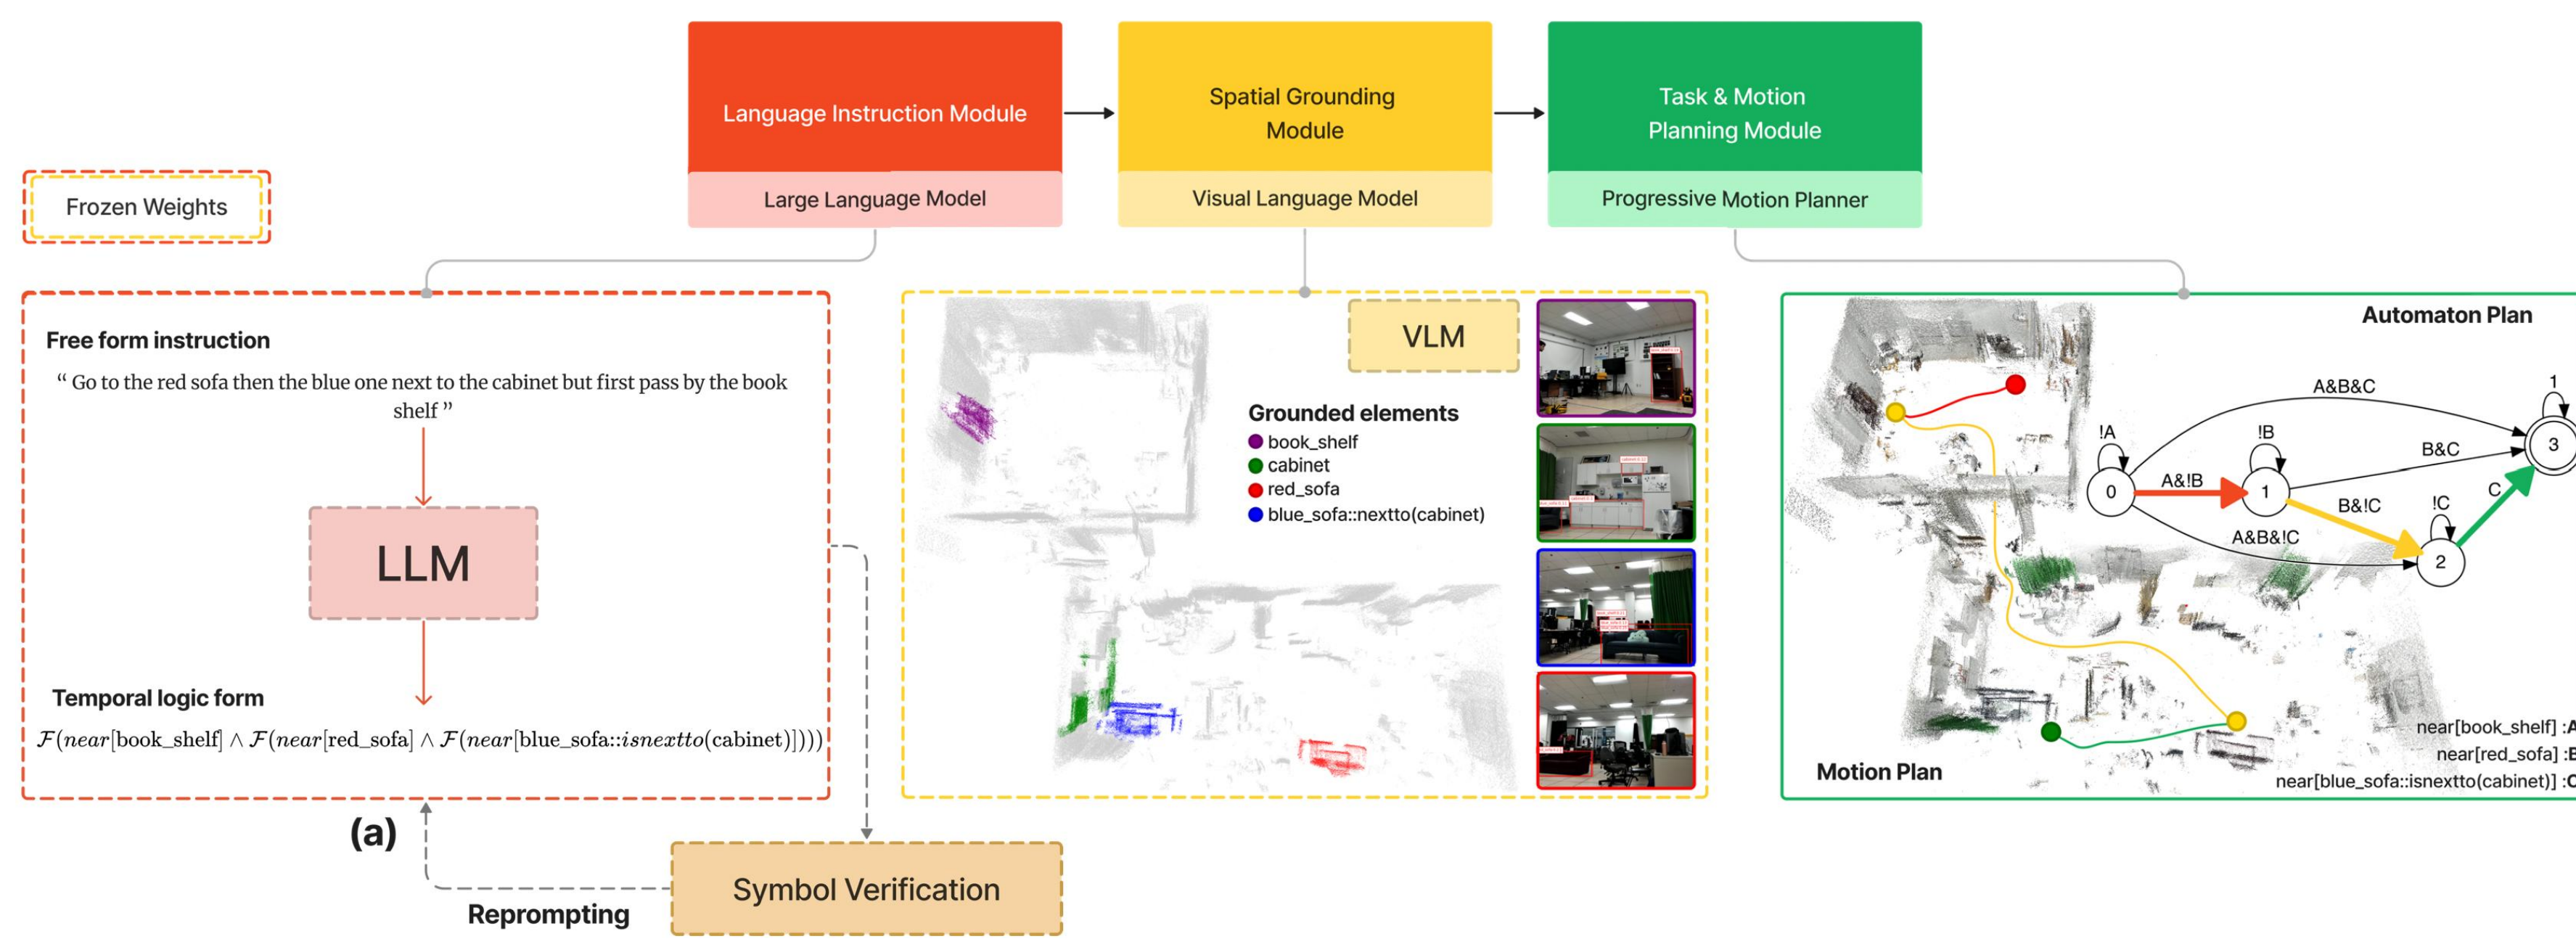 Language Instruction Module
Large Language Model
Spatial Grounding
Module
Visual Language Model
Task & Motion
Planning Module
Progressive Motion Planner
Frozen Weights
Free form instruction
“ Go to the red sofa then the blue one next to the cabinet but first pass by the book
shelf ”
LLM
Temporal logic form
ℱ(near[book_shelf] ∧ ℱ(near[red_sofa] ∧ ℱ(near[blue_sofa::isnextto(cabinet)])))
(a)
Reprompting
Symbol Verification
VLM
Grounded elements
book_shelf
cabinet
red_sofa
blue_sofa::nextto(cabinet)
Automaton Plan
A&B&C
1
!A
!B
B&C
3
0
A&!B
1
B&!C
C
!C
A&B&!C
2
near[book_shelf] :A
near[red_sofa] :B
near[blue_sofa::isnextto(cabinet)] :C
Motion Plan